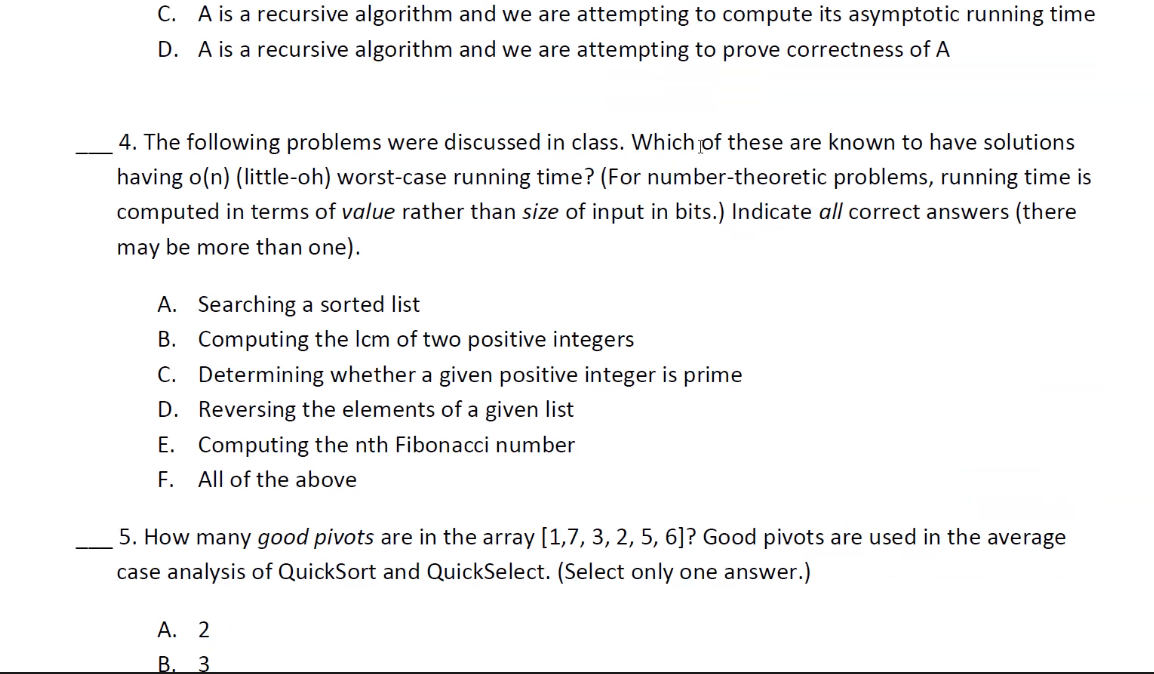 C. A is a recursive algorithm and we are attempting to compute its asymptotic running time
D. A is a recursive algorithm and we are attempting to prove correctness of A
___ 4. The following problems were discussed in class. Which of these are known to have solutions
having o(n) (little-oh) worst-case running time? (For number-theoretic problems, running time is
computed in terms of value rather than size of input in bits.) Indicate all correct answers (there
may be more than one).
A. Searching a sorted list
B. Computing the lcm of two positive integers
C. Determining whether a given positive integer is prime
D. Reversing the elements of a given list
E. Computing the nth Fibonacci number
F. All of the above
___ 5. How many good pivots are in the array [1,7, 3, 2, 5, 6]? Good pivots are used in the average
case analysis of QuickSort and QuickSelect. (Select only one answer.)
A. 2
B. 3